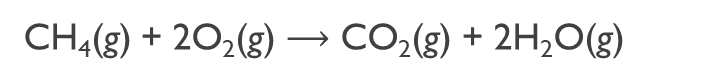 CH₄(g) + 2O₂(g) ⟶ CO₂(g) + 2H₂O(g)